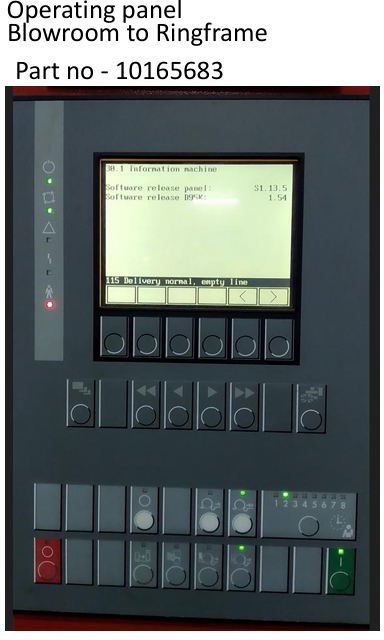 Operating panel
Blowroom to Ringframe
Part no - 10165683
30.1 Information machine
Software release panel: S1.13.5
Software release D95K: 1.54
115 Delivery normal, empty line
< >
1 2 3 4 5 6 7 8